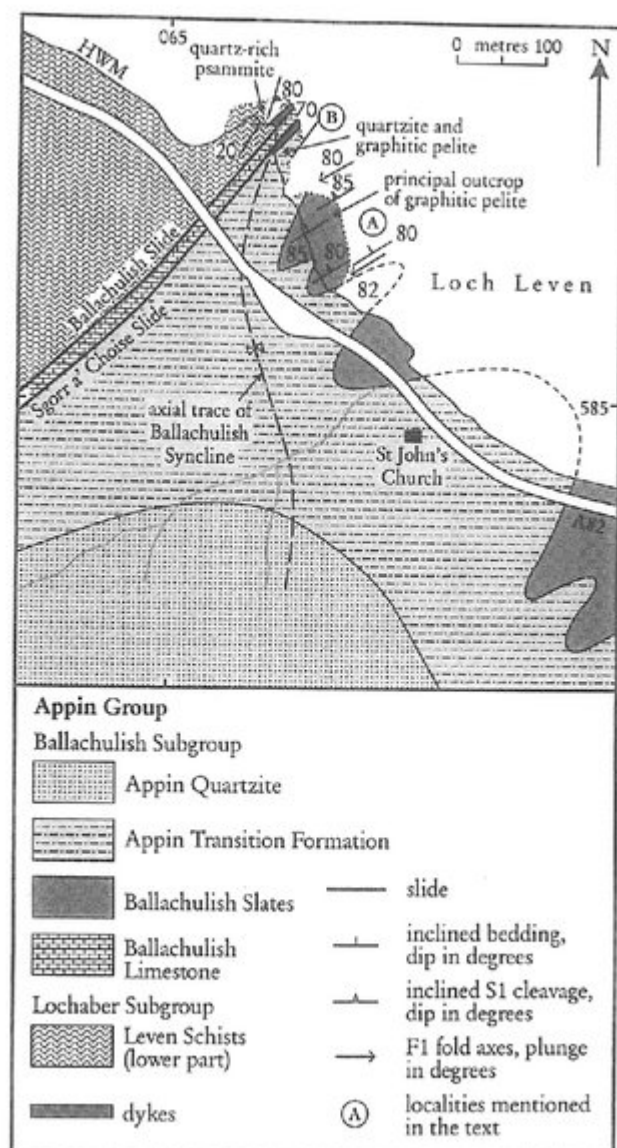 065
quartz-rich
psammite
HWM
0 metres 100
N
80
70
B
20
quartzite and
graphitic pelite
80
85
principal outcrop
of graphitic pelite
A
80
85
80
82
Loch Leven
Ballachulish Slide
Sgorr a' Choise Slide
585
axial trace of
Ballachulish
Syncline
St John's
Church
A82
Appin Group
Ballachulish Subgroup
Appin Quartzite
Appin Transition Formation
Ballachulish Slates
slide
Ballachulish
Limestone
inclined bedding,
dip in degrees
Lochaber Subgroup
inclined S1 cleavage,
dip in degrees
Leven Schists
(lower part)
F1 fold axes, plunge
in degrees
dykes
A
localities mentioned
in the text